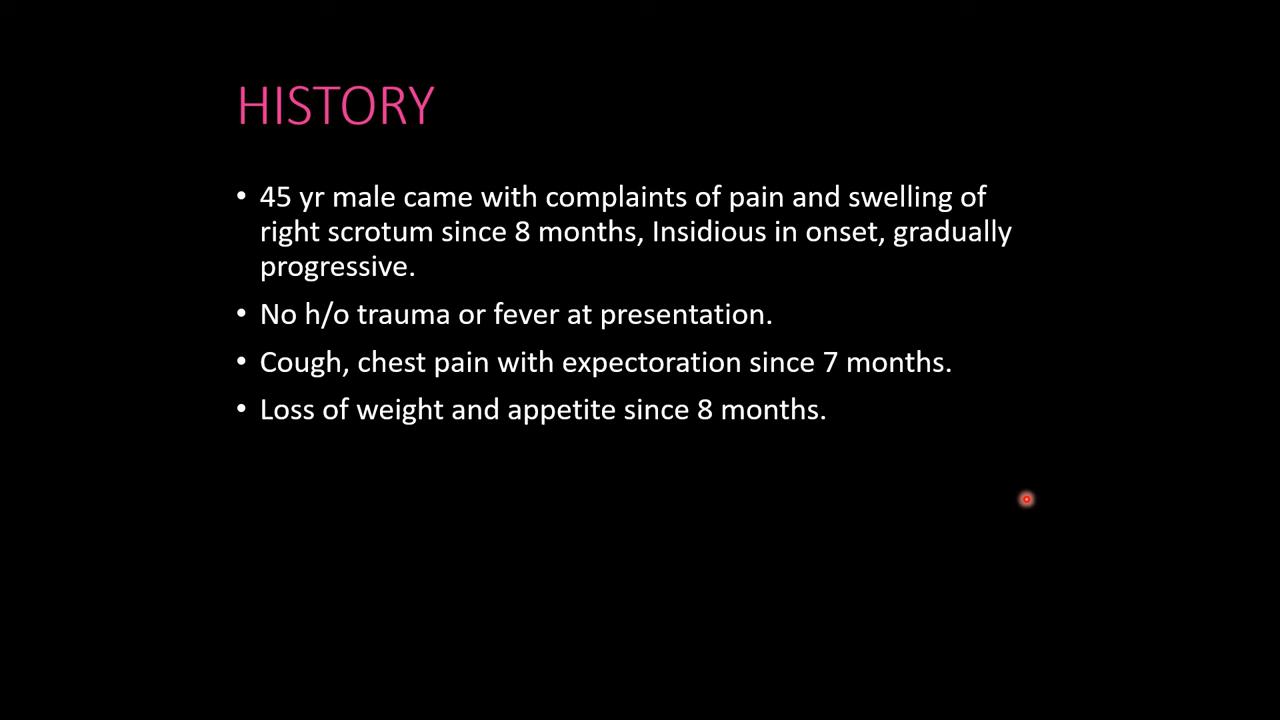 HISTORY
• 45 yr male came with complaints of pain and swelling of
right scrotum since 8 months, Insidious in onset, gradually
progressive.
• No h/o trauma or fever at presentation.
• Cough, chest pain with expectoration since 7 months.
• Loss of weight and appetite since 8 months.